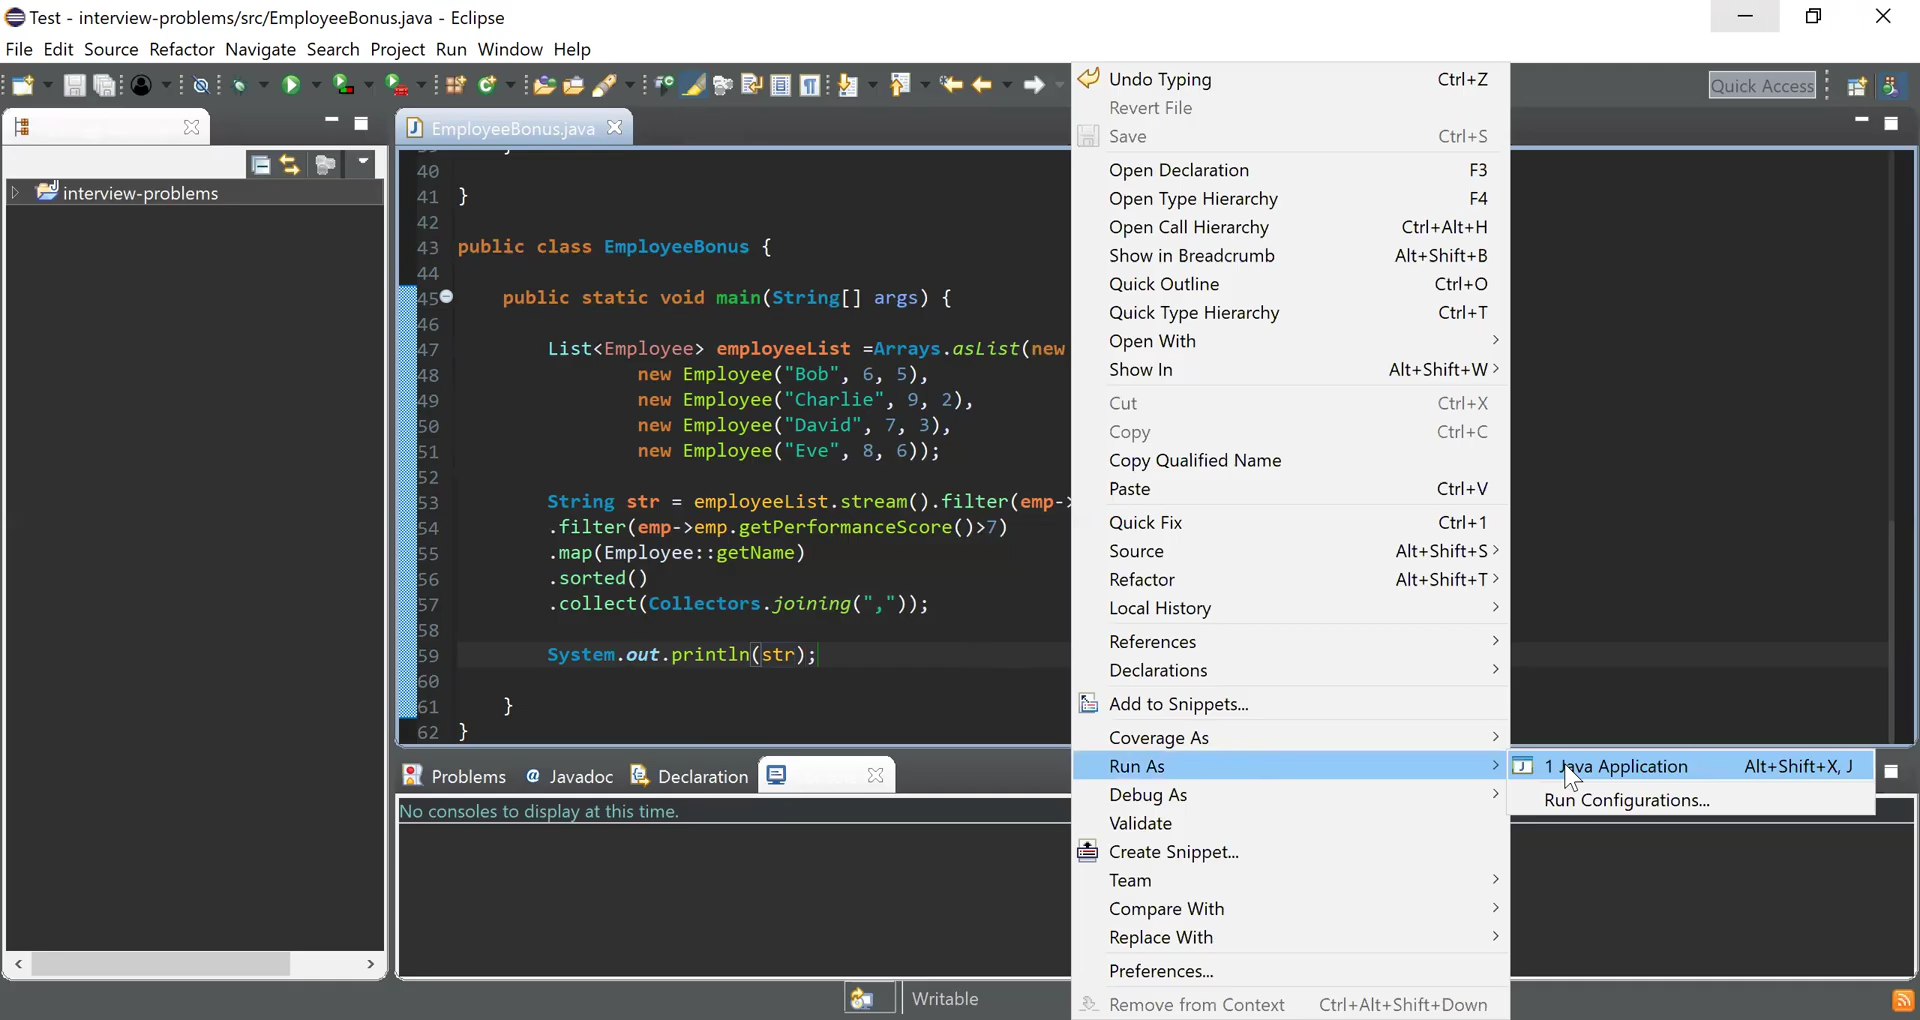 Test - interview-problems/src/EmployeeBonus.java - Eclipse
File Edit Source Refactor Navigate Search Project Run Window Help
Quick Access
EmployeeBonus.java
interview-problems
40
41 }
42
43 public class EmployeeBonus {
44
45 public static void main(String[] args) {
46
47 List<Employee> employeeList =Arrays.asList(new
48 new Employee("Bob", 6, 5),
49 new Employee("Charlie", 9, 2),
50 new Employee("David", 7, 3),
51 new Employee("Eve", 8, 6));
52
53 String str = employeeList.stream().filter(emp->
54 .filter(emp->emp.getPerformanceScore()>7)
55 .map(Employee::getName)
56 .sorted()
57 .collect(Collectors.joining(","));
58
59 System.out.println(str);
60
61 }
62 }
Problems @ Javadoc Declaration
No consoles to display at this time.
Writable
Undo Typing Ctrl+Z
Revert File
Save Ctrl+S
Open Declaration F3
Open Type Hierarchy F4
Open Call Hierarchy Ctrl+Alt+H
Show in Breadcrumb Alt+Shift+B
Quick Outline Ctrl+O
Quick Type Hierarchy Ctrl+T
Open With
Show In Alt+Shift+W
Cut Ctrl+X
Copy Ctrl+C
Copy Qualified Name
Paste Ctrl+V
Quick Fix Ctrl+1
Source Alt+Shift+S
Refactor Alt+Shift+T
Local History
References
Declarations
Add to Snippets...
Coverage As
Run As
Debug As
Validate
Create Snippet...
Team
Compare With
Replace With
Preferences...
Remove from Context Ctrl+Alt+Shift+Down
1 Java Application Alt+Shift+X, J
Run Configurations...